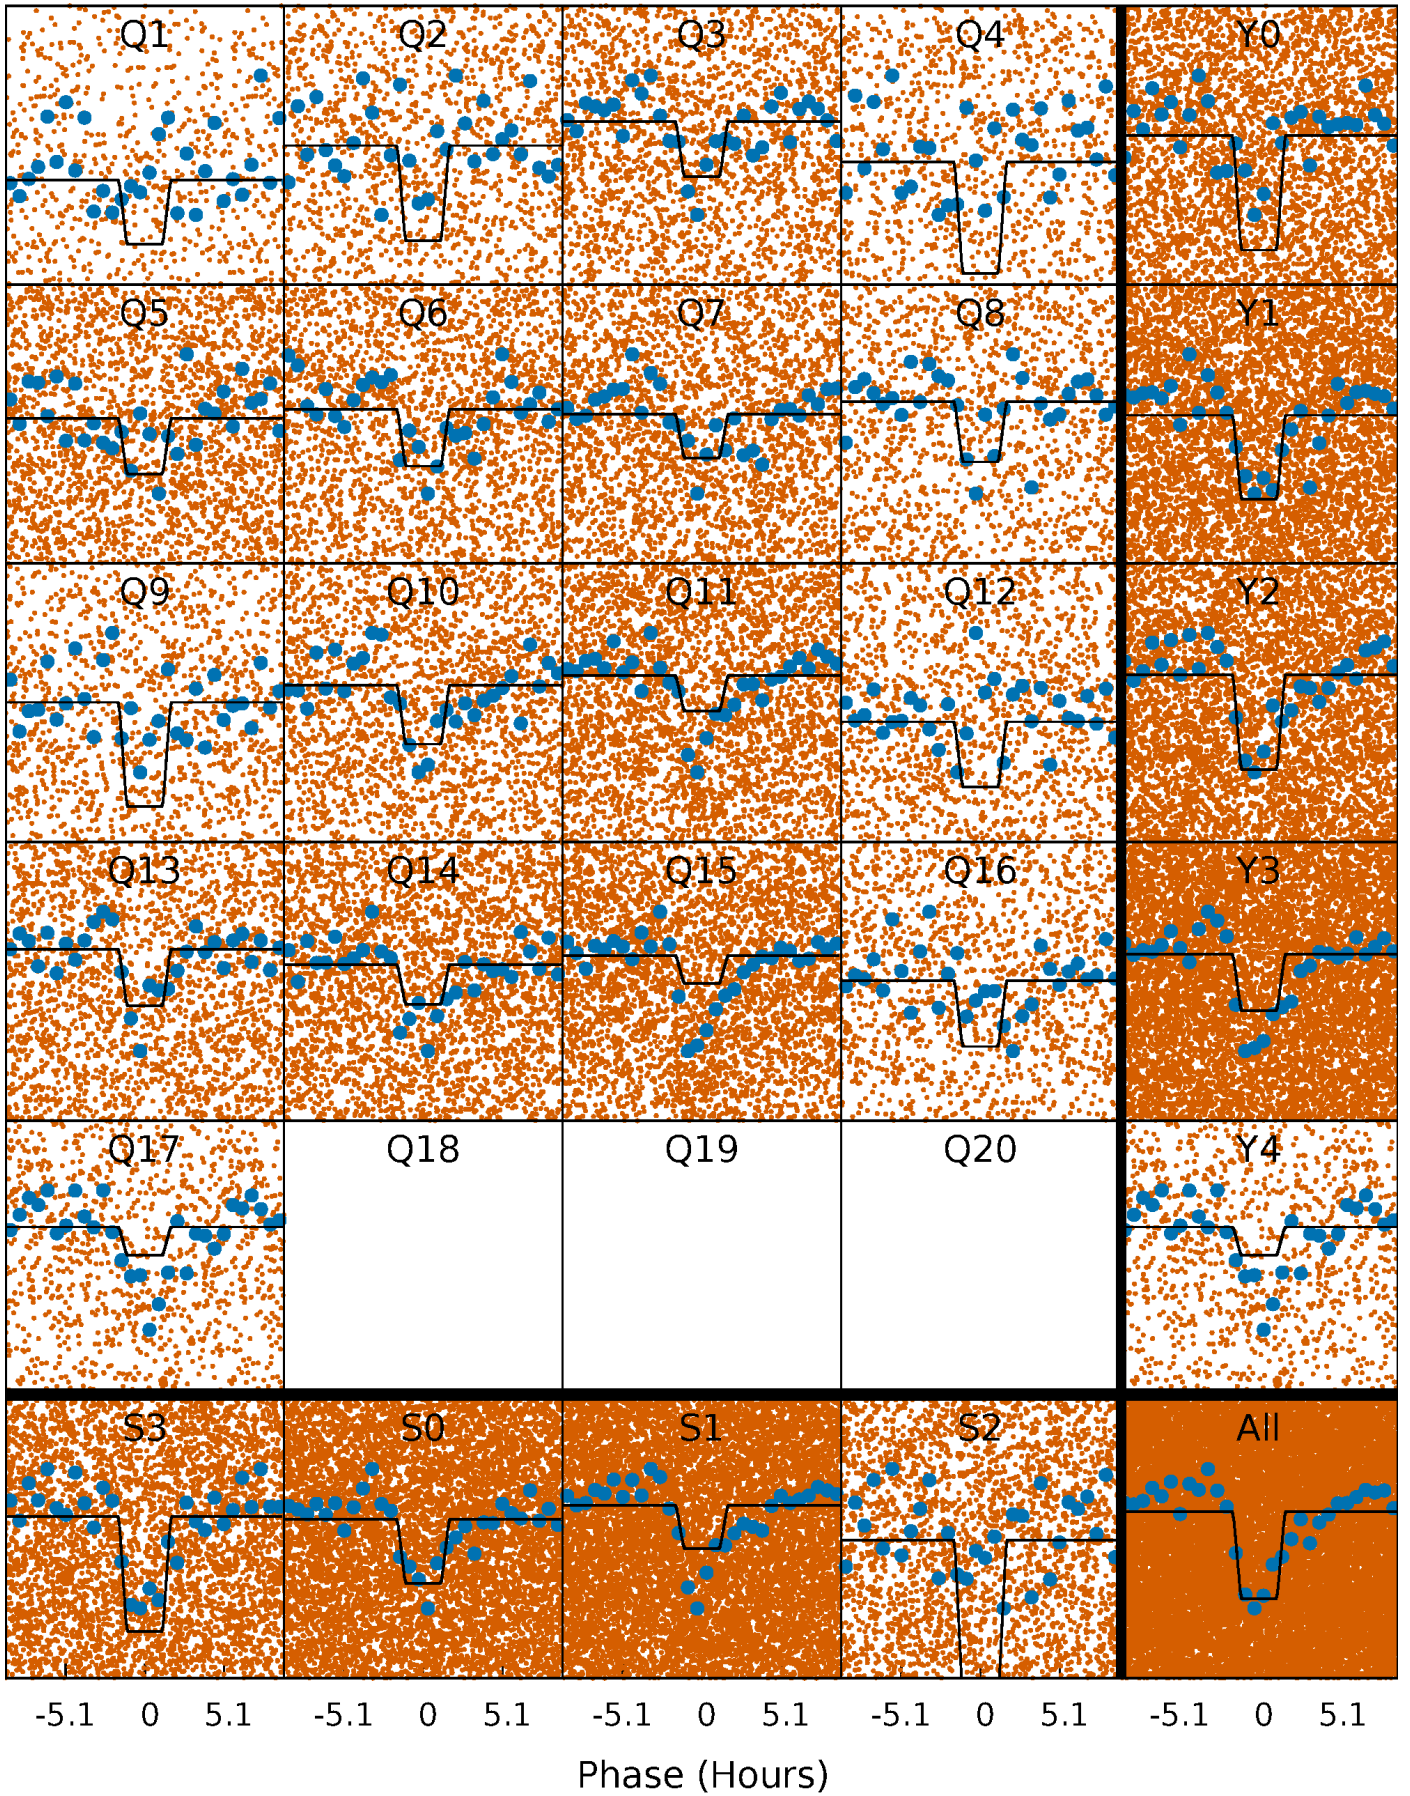 Q1 Q2 Q3 Q4 Y0
Q5 Q6 Q7 Q8 Y1
Q9 Q10 Q11 Q12 Y2
Q13 Q14 Q15 Q16 Y3
Q17 Q18 Q19 Q20 Y4
S3 S0 S1 S2 All
-5.1 0 5.1 -5.1 0 5.1 -5.1 0 5.1 -5.1 0 5.1 -5.1 0 5.1
Phase (Hours)